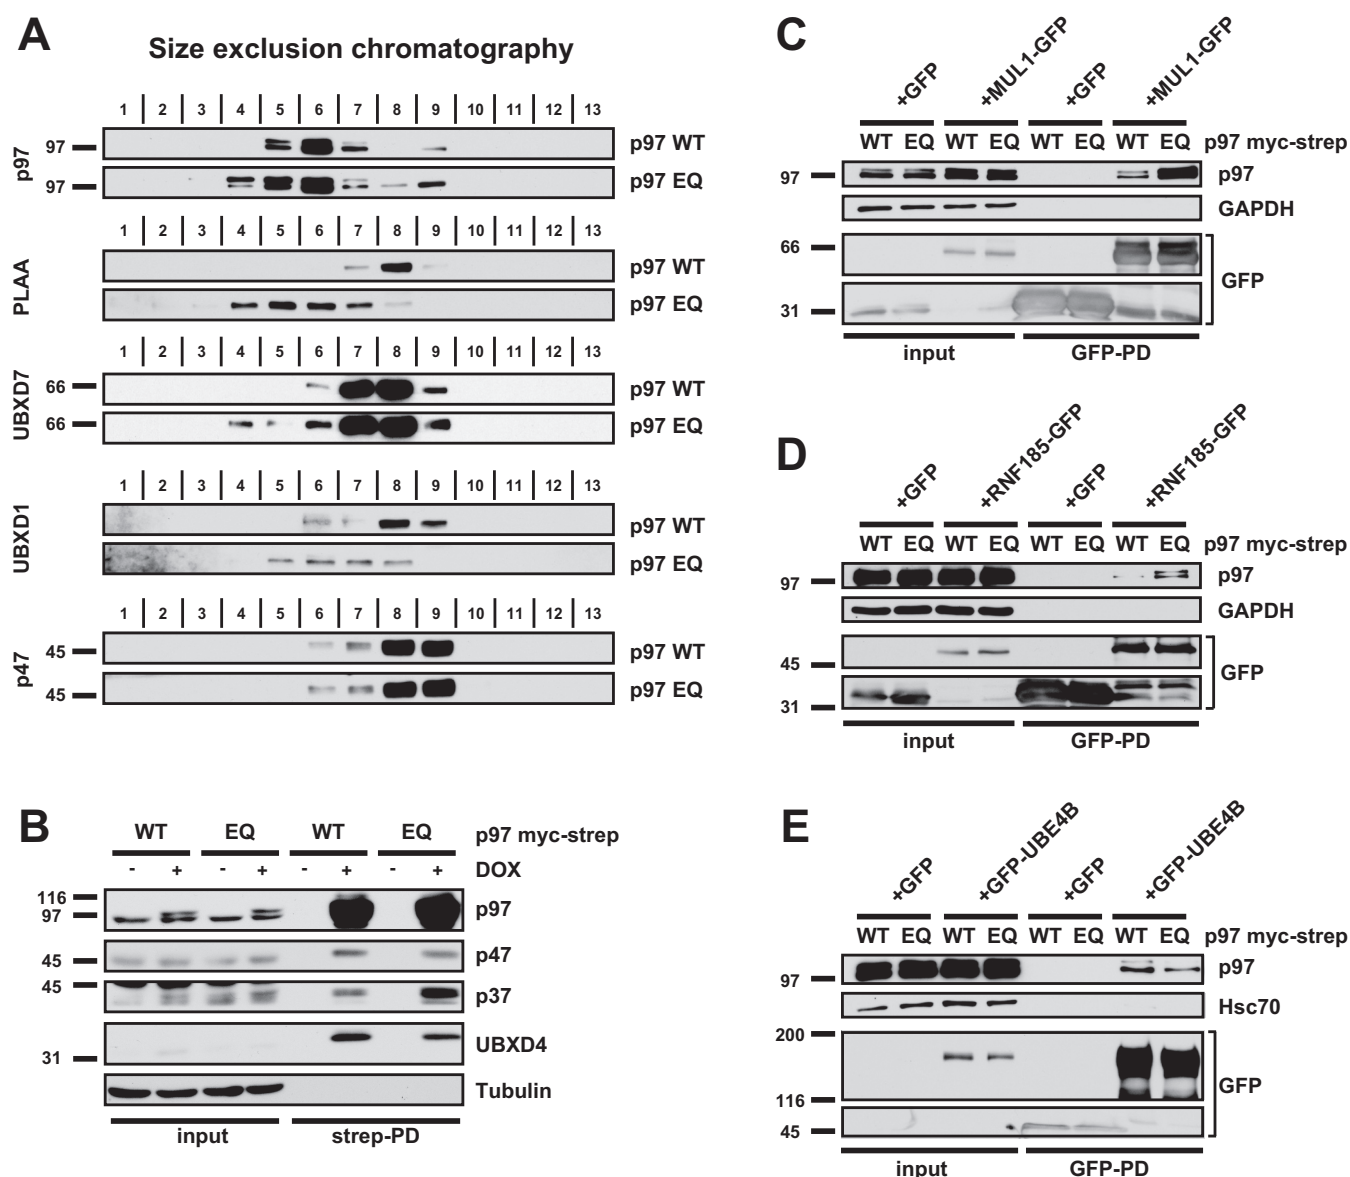 A
Size exclusion chromatography
1 2 3 4 5 6 7 8 9 10 11 12 13
p97
97
p97 WT
97
p97 EQ
1 2 3 4 5 6 7 8 9 10 11 12 13
PLAA
p97 WT
p97 EQ
1 2 3 4 5 6 7 8 9 10 11 12 13
UBXD7
66
p97 WT
66
p97 EQ
1 2 3 4 5 6 7 8 9 10 11 12 13
UBXD1
p97 WT
p97 EQ
1 2 3 4 5 6 7 8 9 10 11 12 13
p47
45
p97 WT
45
p97 EQ
B
WT EQ WT EQ p97 myc-strep
- + - + - + - + DOX
116
97
p97
45
p47
45
p37
31
UBXD4
Tubulin
input strep-PD
C
+GFP +MUL1-GFP +GFP +MUL1-GFP
WT EQ WT EQ WT EQ WT EQ p97 myc-strep
97
p97
GAPDH
66
31
GFP
input GFP-PD
D
+GFP +RNF185-GFP +GFP +RNF185-GFP
WT EQ WT EQ WT EQ WT EQ p97 myc-strep
97
p97
GAPDH
45
31
GFP
input GFP-PD
E
+GFP +GFP-UBE4B +GFP +GFP-UBE4B
WT EQ WT EQ WT EQ WT EQ p97 myc-strep
97
p97
Hsc70
200
116
45
GFP
input GFP-PD